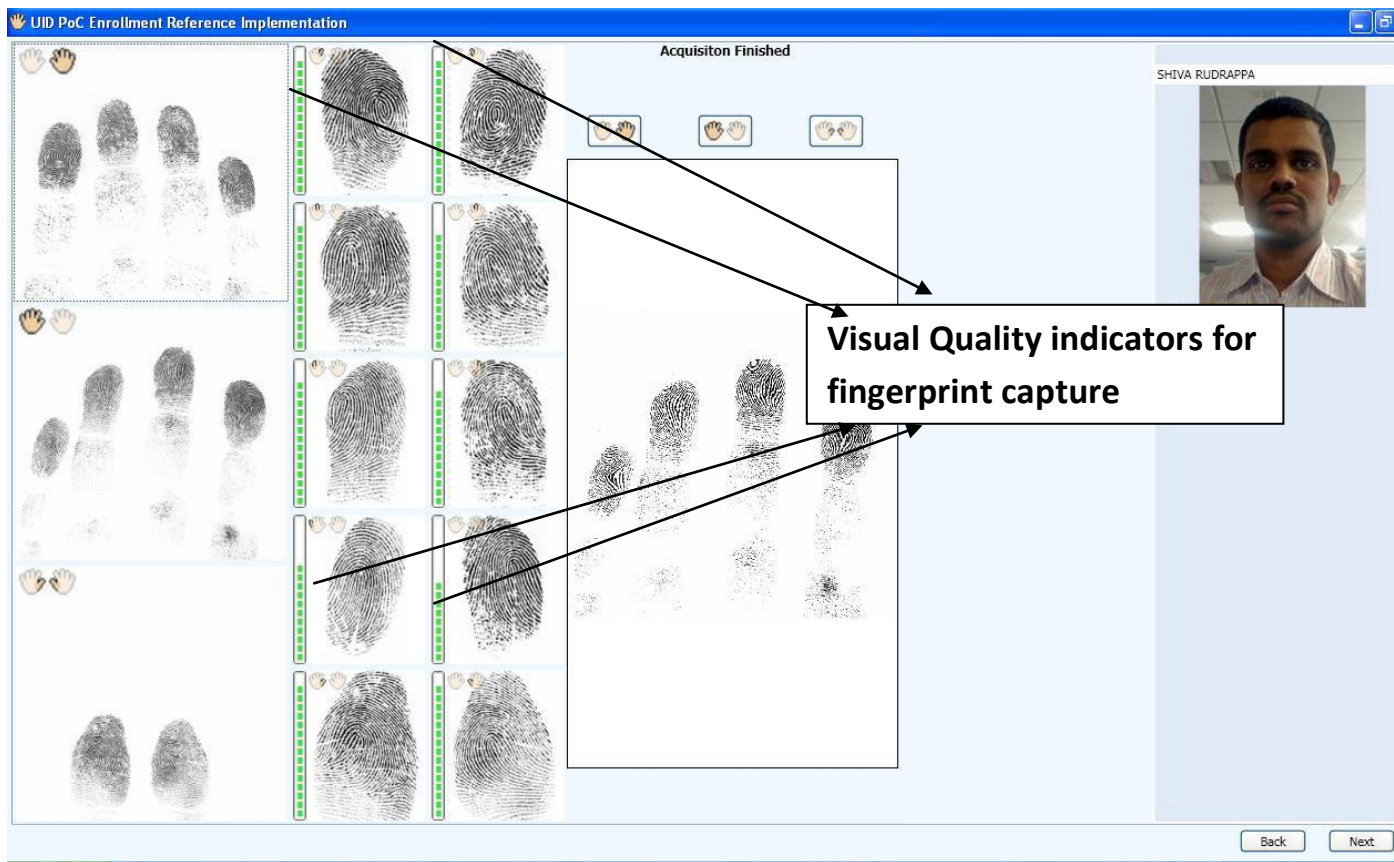 UID PoC Enrollment Reference Implementation
Acquisiton Finished
SHIVA RUDRAPPA
Visual Quality indicators for
fingerprint capture
Back
Next